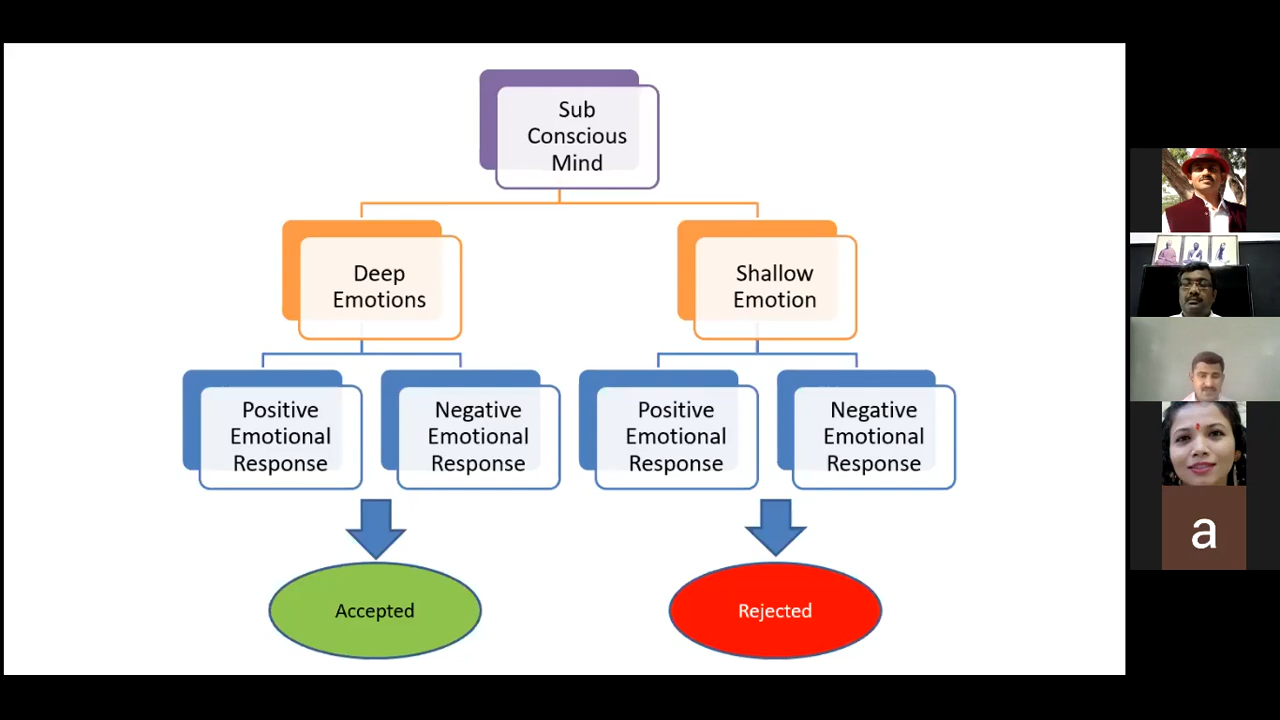 Sub
Conscious
Mind
Deep
Emotions
Shallow
Emotion
Positive
Emotional
Response
Negative
Emotional
Response
Positive
Emotional
Response
Negative
Emotional
Response
Accepted
Rejected
a